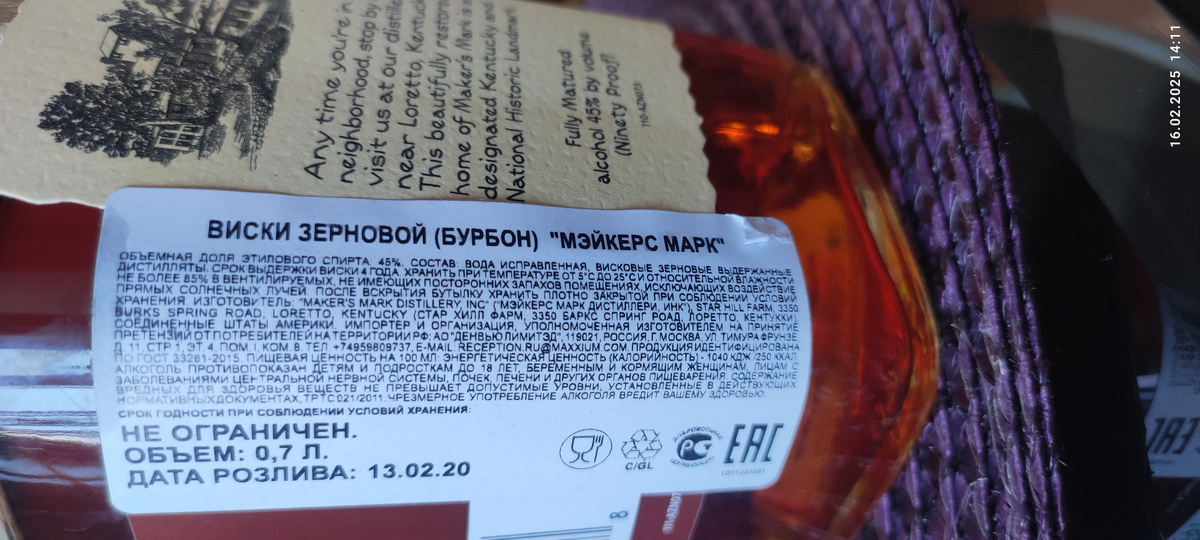 Any time you're in
neighborhood, stop by
visit us at our distille
near Loretto, Kentuck
This beautifully restore
home of Maker's Mark is a
designated Kentucky and
National Historic Landmark
Fully Matured
alcohol 45% by volume
(Ninety Proof)
ВИСКИ ЗЕРНОВОЙ (БУРБОН) "МЭЙКЕРС МАРК"
ОБЪЕМНАЯ ДОЛЯ ЭТИЛОВОГО СПИРТА: 45%. СОСТАВ: ВОДА ИСПРАВЛЕННАЯ, ВИСКОВЫЕ ЗЕРНОВЫЕ ВЫДЕРЖАННЫЕ
ДИСТИЛЛЯТЫ. СРОК ВЫДЕРЖКИ ВИСКИ 4 ГОДА. ХРАНИТЬ ПРИ ТЕМПЕРАТУРЕ ОТ 5°С ДО 25°С И ОТНОСИТЕЛЬНОЙ ВЛАЖНОСТИ
НЕ БОЛЕЕ 85% В ВЕНТИЛИРУЕМЫХ, НЕ ИМЕЮЩИХ ПОСТОРОННИХ ЗАПАХОВ ПОМЕЩЕНИЯХ, ИСКЛЮЧАЮЩИХ ВОЗДЕЙСТВИЕ
ПРЯМЫХ СОЛНЕЧНЫХ ЛУЧЕЙ. ПОСЛЕ ВСКРЫТИЯ БУТЫЛКУ ХРАНИТЬ ПЛОТНО ЗАКРЫТОЙ ПРИ СОБЛЮДЕНИИ УСЛОВИЙ
ХРАНЕНИЯ. ИЗГОТОВИТЕЛЬ: "MAKER'S MARK DISTILLERY, INC" ("МЭЙКЕРС МАРК ДИСТИЛЛЕРИ, ИНК"), STAR HILL FARM, 3350
BURKS SPRING ROAD, LORETTO, KENTUCKY (СТАР ХИЛЛ ФАРМ, 3350 БАРКС СПРИНГ РОАД, ЛОРЕТТО, КЕНТУККИ)
СОЕДИНЕННЫЕ ШТАТЫ АМЕРИКИ. ИМПОРТЕР И ОРГАНИЗАЦИЯ, УПОЛНОМОЧЕННАЯ ИЗГОТОВИТЕЛЕМ НА ПРИНЯТИЕ
ПРЕТЕНЗИЙ ОТ ПОТРЕБИТЕЛЕЙ НА ТЕРРИТОРИИ РФ: АО "ДЕНВЬЮ ЛИМИТЭД", 119021, РОССИЯ, Г. МОСКВА, УЛ. ТИМУРА ФРУНЗЕ
Д. 11, СТР. 1, ЭТ. 4, ПОМ. I, КОМ. 8. ТЕЛ. +74959809737, E-MAIL: RECEPTION.RU@MAXXIUM.COM. ПРОДУКЦИЯ ИДЕНТИФИЦИРОВАНА
ПО ГОСТ 33281-2015. ПИЩЕВАЯ ЦЕННОСТЬ НА 100 МЛ: ЭНЕРГЕТИЧЕСКАЯ ЦЕННОСТЬ (КАЛОРИЙНОСТЬ) - 1040 КДЖ /250 ККАЛ.
АЛКОГОЛЬ ПРОТИВОПОКАЗАН ДЕТЯМ И ПОДРОСТКАМ ДО 18 ЛЕТ, БЕРЕМЕННЫМ И КОРМЯЩИМ ЖЕНЩИНАМ, ЛИЦАМ С
ЗАБОЛЕВАНИЯМИ ЦЕНТРАЛЬНОЙ НЕРВНОЙ СИСТЕМЫ, ПОЧЕК, ПЕЧЕНИ И ДРУГИХ ОРГАНОВ ПИЩЕВАРЕНИЯ. СОДЕРЖАНИЕ
ВРЕДНЫХ ДЛЯ ЗДОРОВЬЯ ВЕЩЕСТВ НЕ ПРЕВЫШАЕТ ДОПУСТИМЫЕ УРОВНИ, УСТАНОВЛЕННЫЕ В ДЕЙСТВУЮЩИХ
НОРМАТИВНЫХ ДОКУМЕНТАХ, ТР ТС 021/2011. ЧРЕЗМЕРНОЕ УПОТРЕБЛЕНИЕ АЛКОГОЛЯ ВРЕДИТ ВАШЕМУ ЗДОРОВЬЮ.
СРОК ГОДНОСТИ ПРИ СОБЛЮДЕНИИ УСЛОВИЙ ХРАНЕНИЯ:
НЕ ОГРАНИЧЕН.
ОБЪЕМ: 0,7 Л.
ДАТА РОЗЛИВА: 13.02.20
C/GL
РС
EAC
8
16.02.2025 14:11